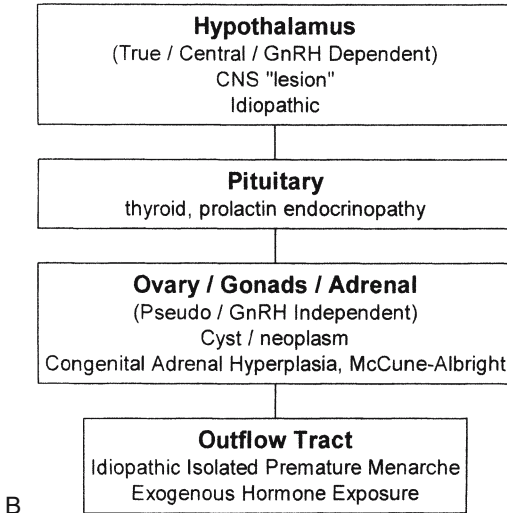 Hypothalamus
(True / Central / GnRH Dependent)
CNS "lesion"
Idiopathic
Pituitary
thyroid, prolactin endocrinopathy
Ovary / Gonads / Adrenal
(Pseudo / GnRH Independent)
Cyst / neoplasm
Congenital Adrenal Hyperplasia, McCune-Albright
Outflow Tract
Idiopathic Isolated Premature Menarche
Exogenous Hormone Exposure
B